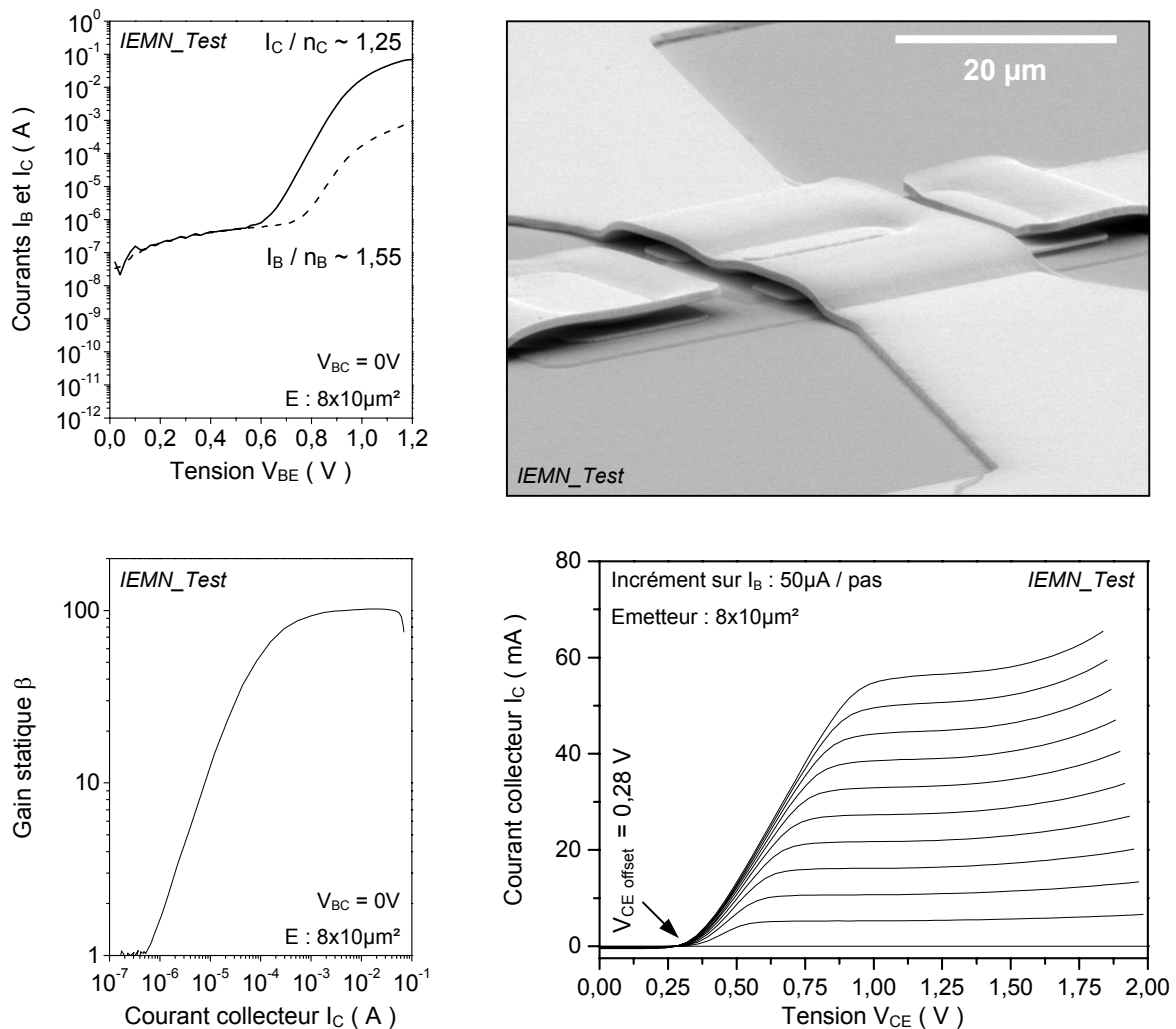 IEMN_Test
I_C / n_C ~ 1,25
I_B / n_B ~ 1,55
V_BC = 0V
E : 8x10µm²
10^0
10^-1
10^-2
10^-3
10^-4
10^-5
10^-6
10^-7
10^-8
10^-9
10^-10
10^-11
10^-12
Courants I_B et I_C ( A )
0,0 0,2 0,4 0,6 0,8 1,0 1,2
Tension V_BE ( V )
20 µm
IEMN_Test
IEMN_Test
100
10
1
Gain statique β
V_BC = 0V
E : 8x10µm²
10^-7 10^-6 10^-5 10^-4 10^-3 10^-2 10^-1
Courant collecteur I_C ( A )
Incrément sur I_B : 50µA / pas
IEMN_Test
Emetteur : 8x10µm²
80
60
40
20
0
Courant collecteur I_C ( mA )
V_CE offset = 0,28 V
0,00 0,25 0,50 0,75 1,00 1,25 1,50 1,75 2,00
Tension V_CE ( V )